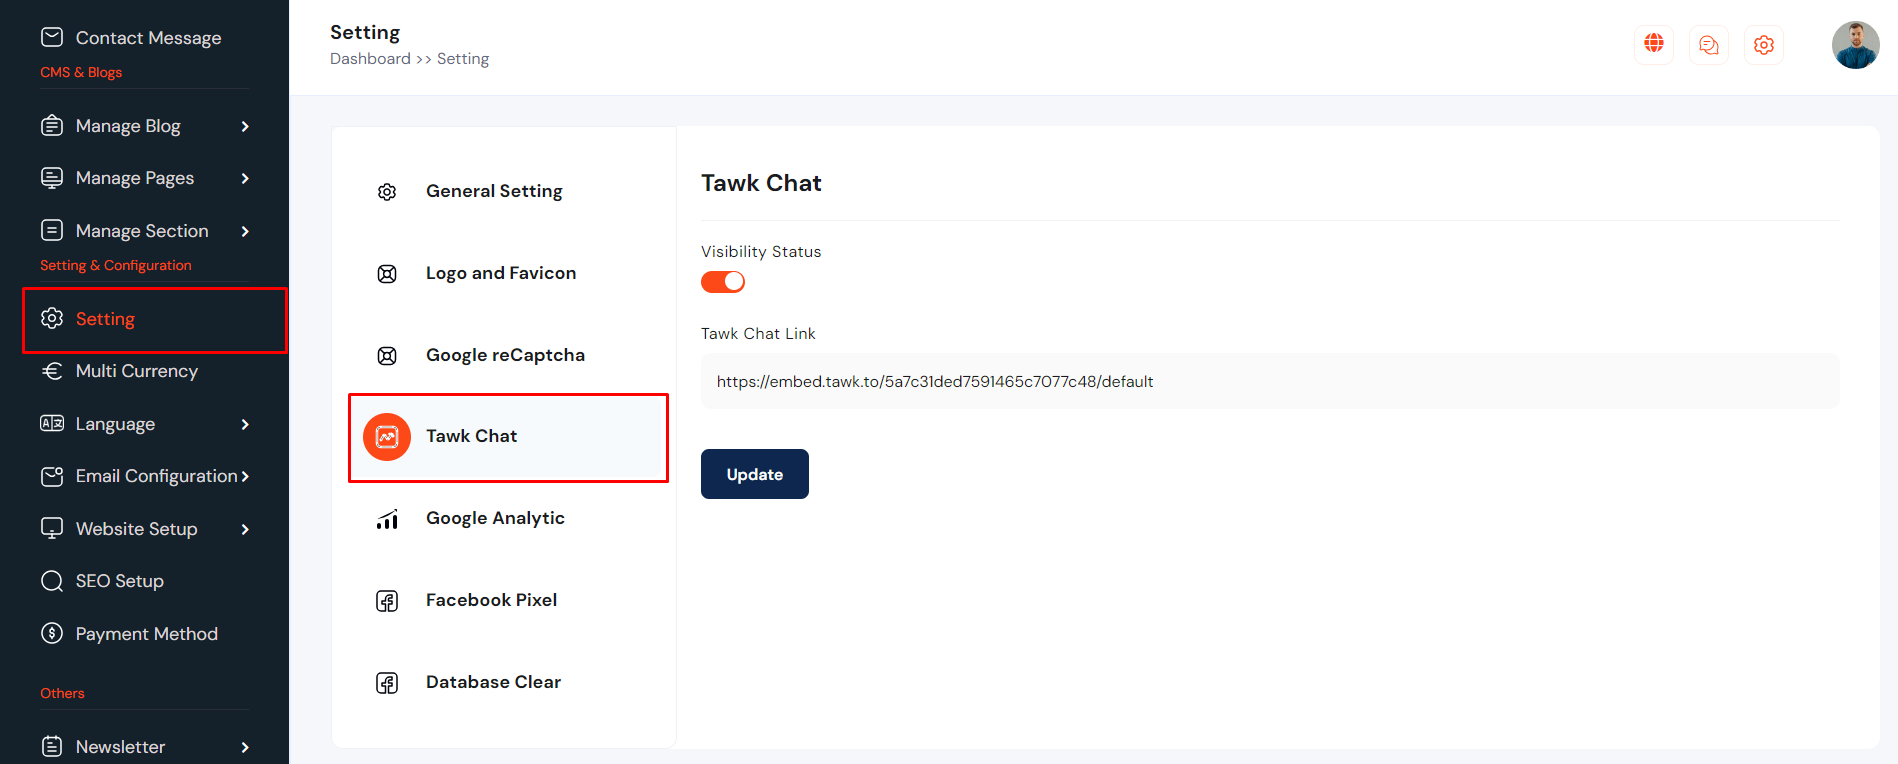 Contact Message
CMS & Blogs
Manage Blog
Manage Pages
Manage Section
Setting & Configuration
Setting
Multi Currency
Language
Email Configuration
Website Setup
SEO Setup
Payment Method
Others
Newsletter
Setting
Dashboard >> Setting
General Setting
Logo and Favicon
Google reCaptcha
Tawk Chat
Google Analytic
Facebook Pixel
Database Clear
Tawk Chat
Visibility Status
Tawk Chat Link
https://embed.tawk.to/5a7c31ded7591465c7077c48/default
Update